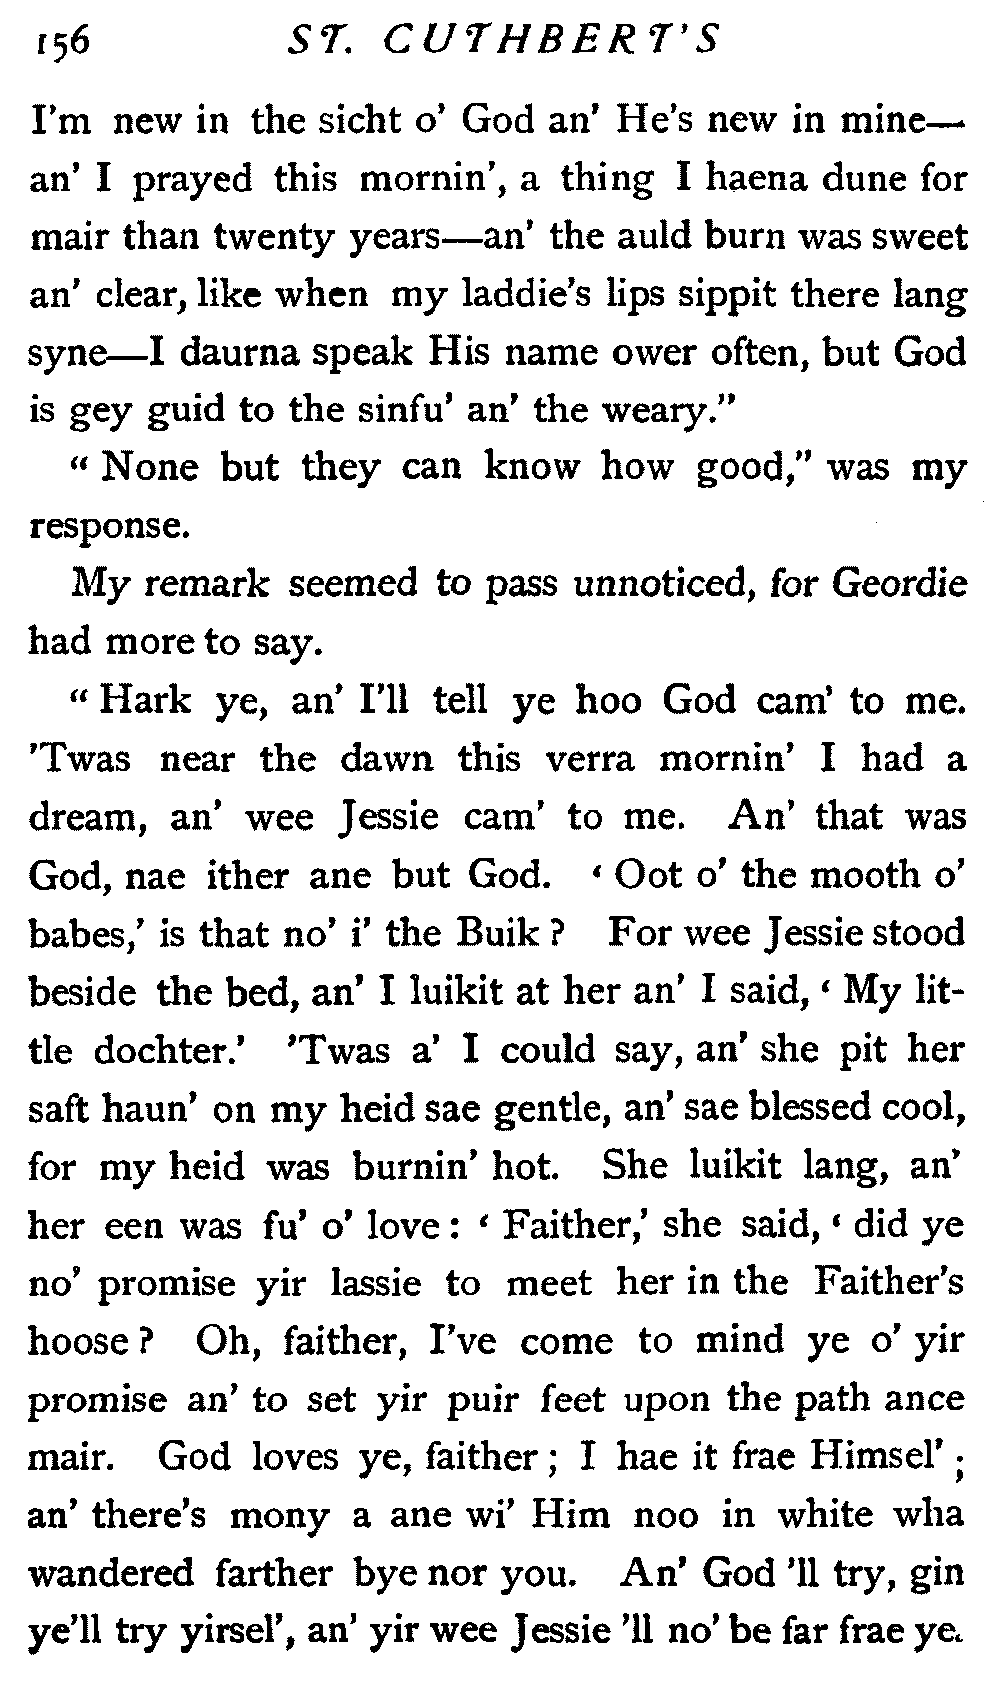 156 ST. CUTHBERT'S
I'm new in the sicht o' God an' He's new in mine—
an' I prayed this mornin', a thing I haena dune for
mair than twenty years—an' the auld burn was sweet
an' clear, like when my laddie's lips sippit there lang
syne—I daurna speak His name ower often, but God
is gey guid to the sinfu' an' the weary."
" None but they can know how good," was my
response.
My remark seemed to pass unnoticed, for Geordie
had more to say.
" Hark ye, an' I'll tell ye hoo God cam' to me.
'Twas near the dawn this verra mornin' I had a
dream, an' wee Jessie cam' to me. An' that was
God, nae ither ane but God. ' Oot o' the mooth o'
babes,' is that no' i' the Buik ? For wee Jessie stood
beside the bed, an' I luikit at her an' I said, ' My lit-
tle dochter.' 'Twas a' I could say, an' she pit her
saft haun' on my heid sae gentle, an' sae blessed cool,
for my heid was burnin' hot. She luikit lang, an'
her een was fu' o' love : ' Faither,' she said, ' did ye
no' promise yir lassie to meet her in the Faither's
hoose ? Oh, faither, I've come to mind ye o' yir
promise an' to set yir puir feet upon the path ance
mair. God loves ye, faither ; I hae it frae Himsel' ;
an' there's mony a ane wi' Him noo in white wha
wandered farther bye nor you. An' God 'll try, gin
ye'll try yirsel', an' yir wee Jessie 'll no' be far frae ye.